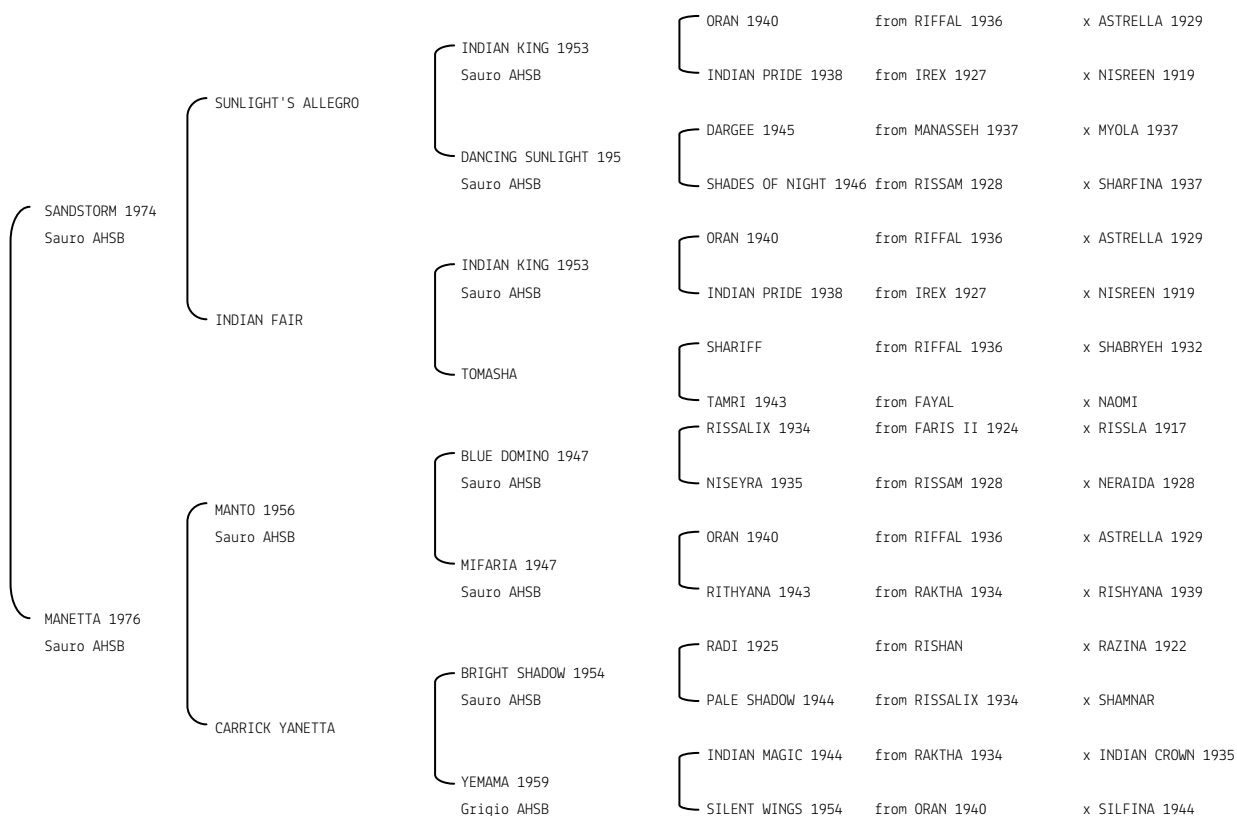 ORAN 1940 from RIFFAL 1936 x ASTRELLA 1929
INDIAN KING 1953
Sauro AHSB INDIAN PRIDE 1938 from IREX 1927 x NISREEN 1919
SUNLIGHT'S ALLEGRO
DARGEE 1945 from MANASSEH 1937 x MYOLA 1937
DANCING SUNLIGHT 195
Sauro AHSB SHADES OF NIGHT 1946 from RISSAM 1928 x SHARFINA 1937
SANDSTORM 1974
Sauro AHSB ORAN 1940 from RIFFAL 1936 x ASTRELLA 1929
INDIAN KING 1953
Sauro AHSB INDIAN PRIDE 1938 from IREX 1927 x NISREEN 1919
INDIAN FAIR
SHARIFF from RIFFAL 1936 x SHABRYEH 1932
TOMASHA
TAMRI 1943 from FAYAL x NAOMI
RISSALIX 1934 from FARIS II 1924 x RISSLA 1917
BLUE DOMINO 1947
Sauro AHSB NISEYRA 1935 from RISSAM 1928 x NERAIDA 1928
MANTO 1956
Sauro AHSB ORAN 1940 from RIFFAL 1936 x ASTRELLA 1929
MIFARIA 1947
Sauro AHSB RITHYANA 1943 from RAKTHA 1934 x RISHYANA 1939
MANETTA 1976
Sauro AHSB RADI 1925 from RISHAN x RAZINA 1922
BRIGHT SHADOW 1954
Sauro AHSB PALE SHADOW 1944 from RISSALIX 1934 x SHAMNAR
CARRICK YANETTA
INDIAN MAGIC 1944 from RAKTHA 1934 x INDIAN CROWN 1935
YEMAMA 1959
Grigio AHSB SILENT WINGS 1954 from ORAN 1940 x SILFINA 1944